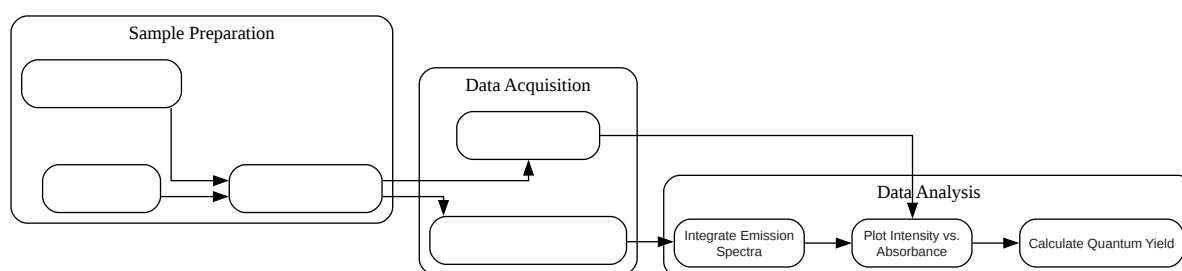 Sample Preparation
Data Acquisition
Data Analysis
Integrate Emission
Spectra
Plot Intensity vs.
Absorbance
Calculate Quantum Yield